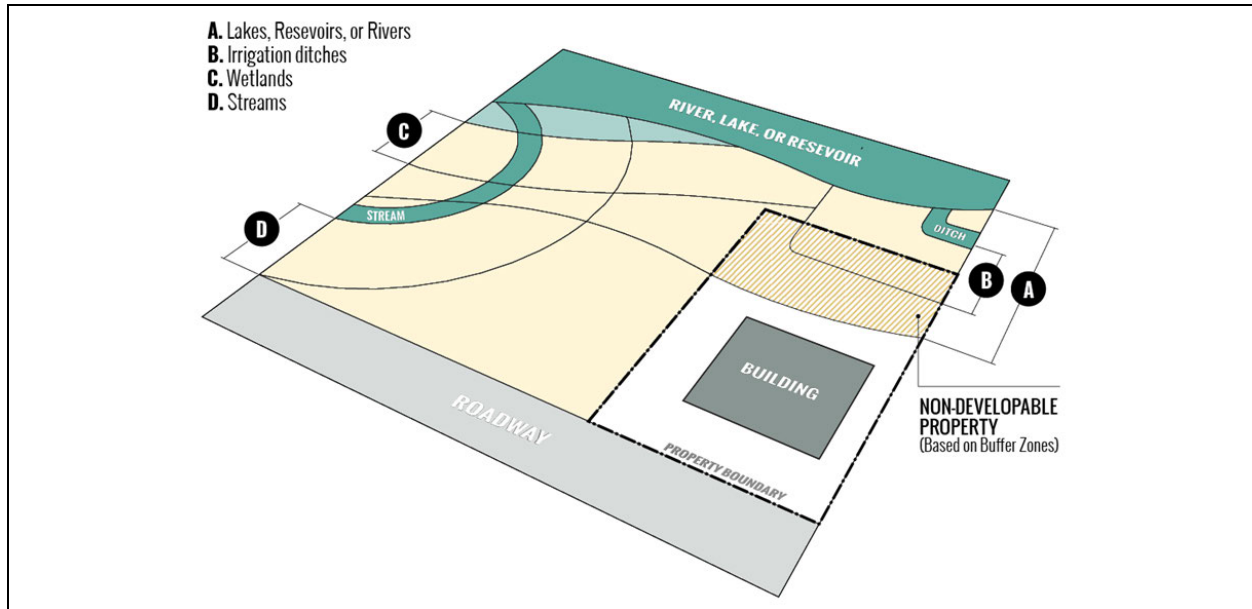 A. Lakes, Resevoirs, or Rivers
B. Irrigation ditches
C. Wetlands
D. Streams
RIVER, LAKE, OR RESEVOIR
C
STREAM
D
DITCH
B
A
BUILDING
ROADWAY
PROPERTY BOUNDARY
NON-DEVELOPABLE
PROPERTY
(Based on Buffer Zones)